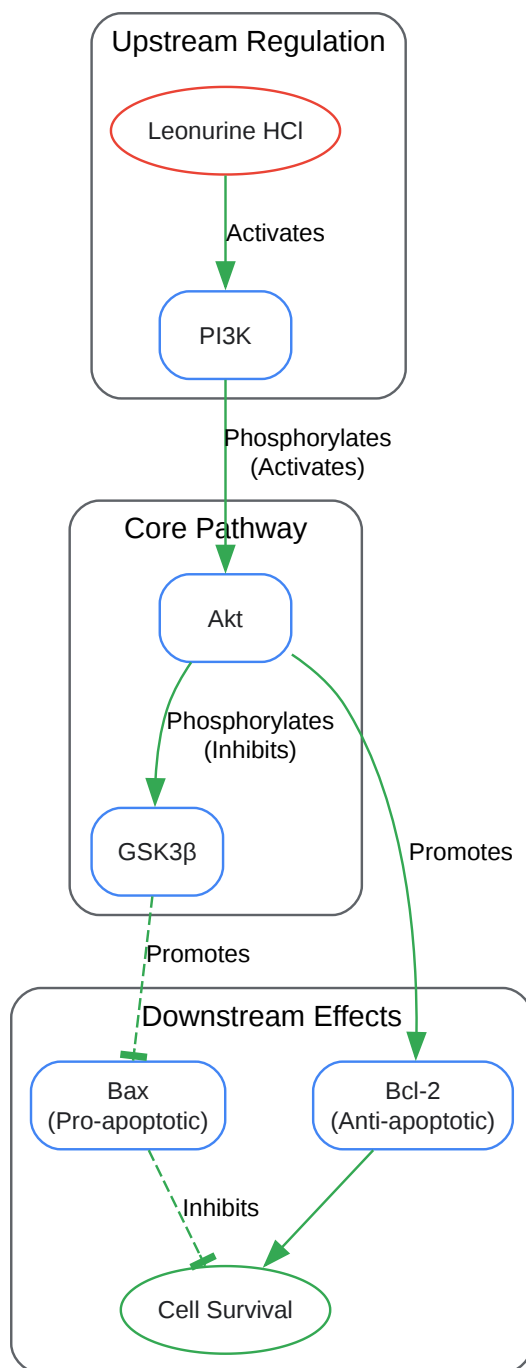 Upstream Regulation
Leonurine HCl
Activates
PI3K
Phosphorylates
(Activates)
Core Pathway
Akt
Phosphorylates
(Inhibits)
GSK3β
Promotes
Promotes
Downstream Effects
Bax
(Pro-apoptotic)
Bcl-2
(Anti-apoptotic)
Inhibits
Cell Survival